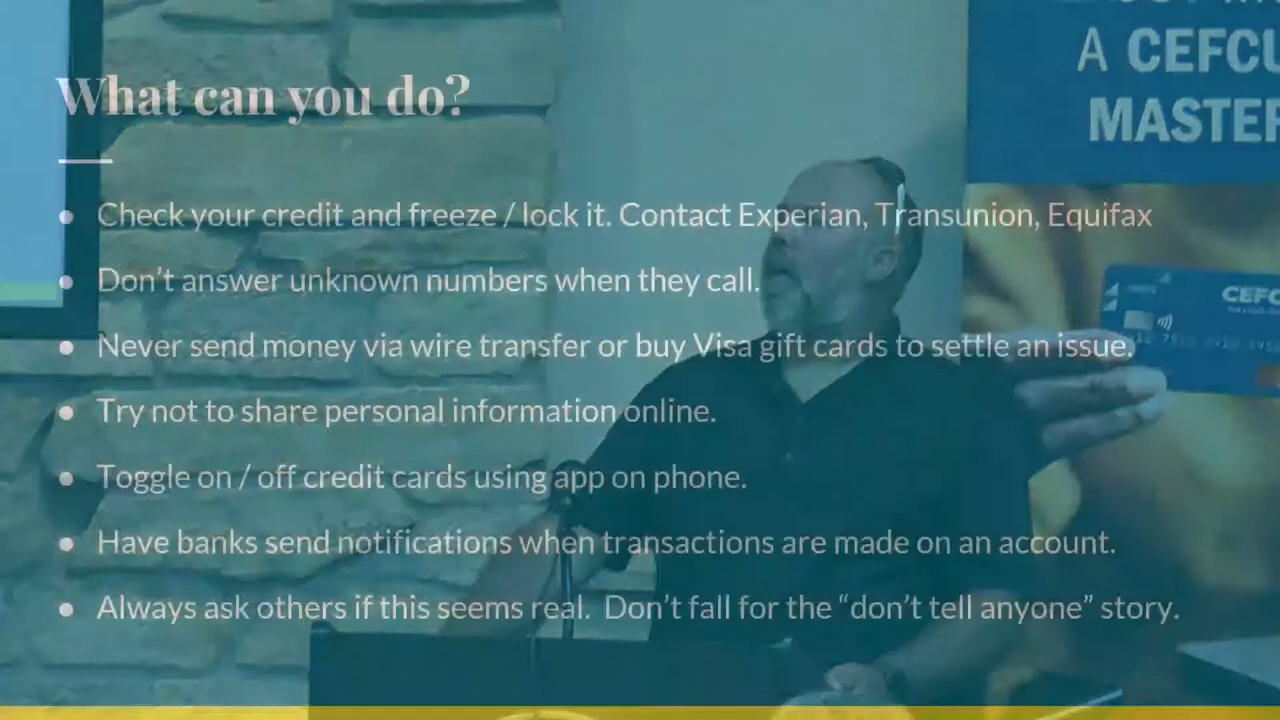 A CEFCU
MASTER
What can you do?
• Check your credit and freeze / lock it. Contact Experian, Transunion, Equifax
• Don’t answer unknown numbers when they call.
• Never send money via wire transfer or buy Visa gift cards to settle an issue.
• Try not to share personal information online.
• Toggle on / off credit cards using app on phone.
• Have banks send notifications when transactions are made on an account.
• Always ask others if this seems real.  Don’t fall for the “don’t tell anyone” story.